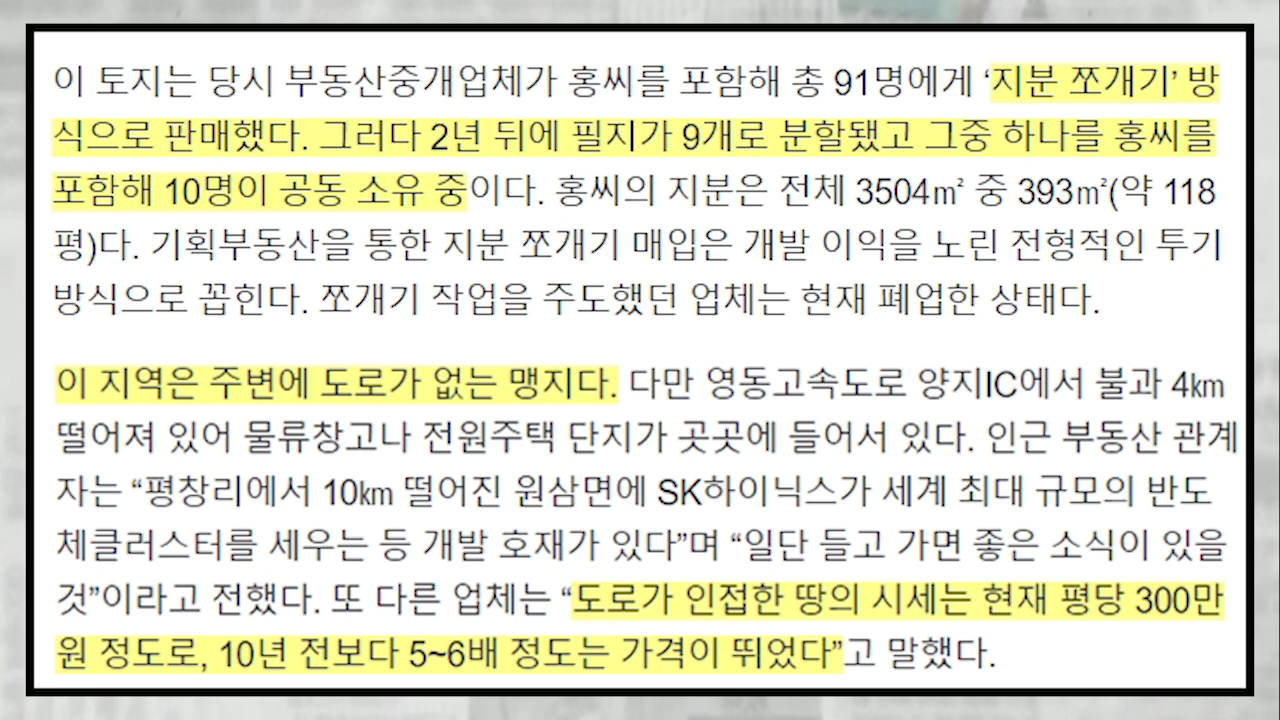 이 토지는 당시 부동산중개업체가 홍씨를 포함해 총 91명에게 ‘지분 쪼개기’ 방
식으로 판매했다. 그러다 2년 뒤에 필지가 9개로 분할됐고 그중 하나를 홍씨를
포함해 10명이 공동 소유 중이다. 홍씨의 지분은 전체 3504㎡ 중 393㎡(약 118
평)다. 기획부동산을 통한 지분 쪼개기 매입은 개발 이익을 노린 전형적인 투기
방식으로 꼽힌다. 쪼개기 작업을 주도했던 업체는 현재 폐업한 상태다.
이 지역은 주변에 도로가 없는 맹지다. 다만 영동고속도로 양지IC에서 불과 4㎞
떨어져 있어 물류창고나 전원주택 단지가 곳곳에 들어서 있다. 인근 부동산 관계
자는 “평창리에서 10㎞ 떨어진 원삼면에 SK하이닉스가 세계 최대 규모의 반도
체클러스터를 세우는 등 개발 호재가 있다”며 “일단 들고 가면 좋은 소식이 있을
것”이라고 전했다. 또 다른 업체는 “도로가 인접한 땅의 시세는 현재 평당 300만
원 정도로, 10년 전보다 5~6배 정도는 가격이 뛰었다”고 말했다.